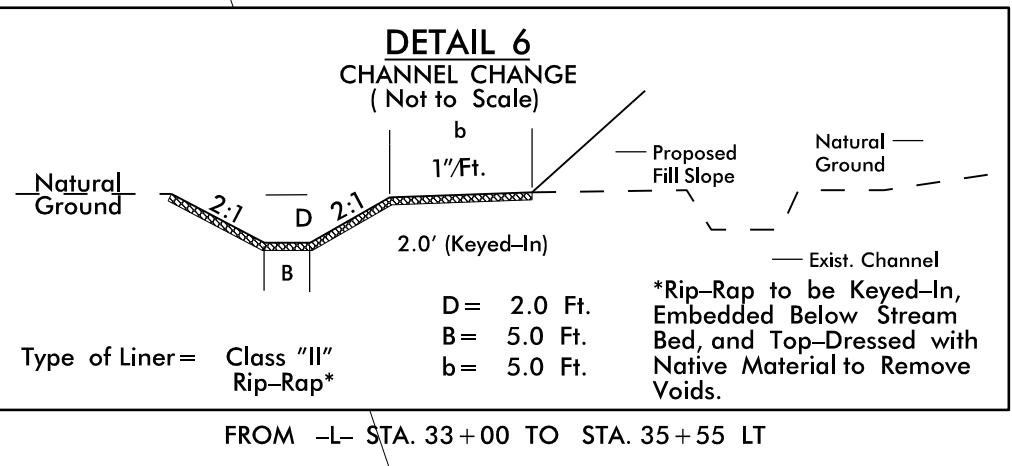 DETAIL 6
CHANNEL CHANGE
( Not to Scale)
b
1"/Ft.
Natural
Ground
2:1
D
2:1
B
2.0' (Keyed-In)
Proposed
Fill Slope
Natural
Ground
Exist. Channel
D= 2.0 Ft.
B= 5.0 Ft.
b= 5.0 Ft.
Type of Liner= Class "II"
Rip-Rap*
*Rip-Rap to be Keyed-In,
Embedded Below Stream
Bed, and Top-Dressed with
Native Material to Remove
Voids.
FROM -L- STA. 33+00 TO STA. 35+55 LT